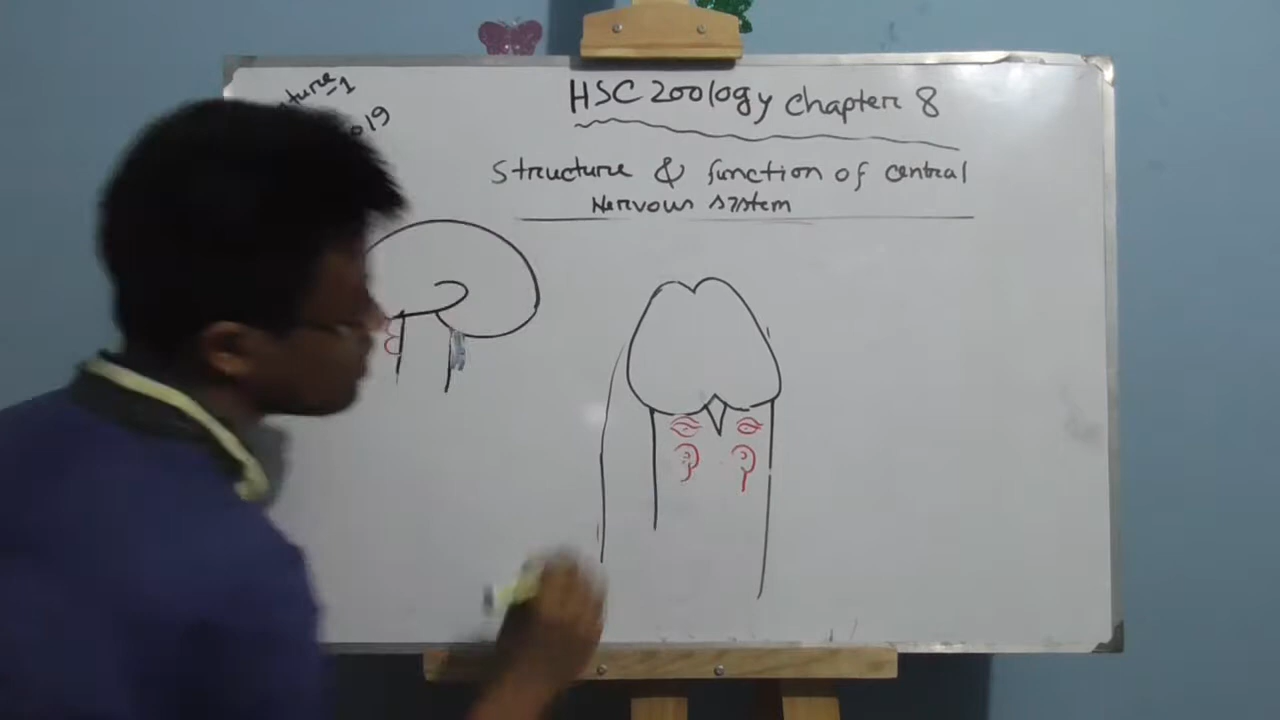 HSC Zoology Chapter 8
Structure & function of central
Nervous system